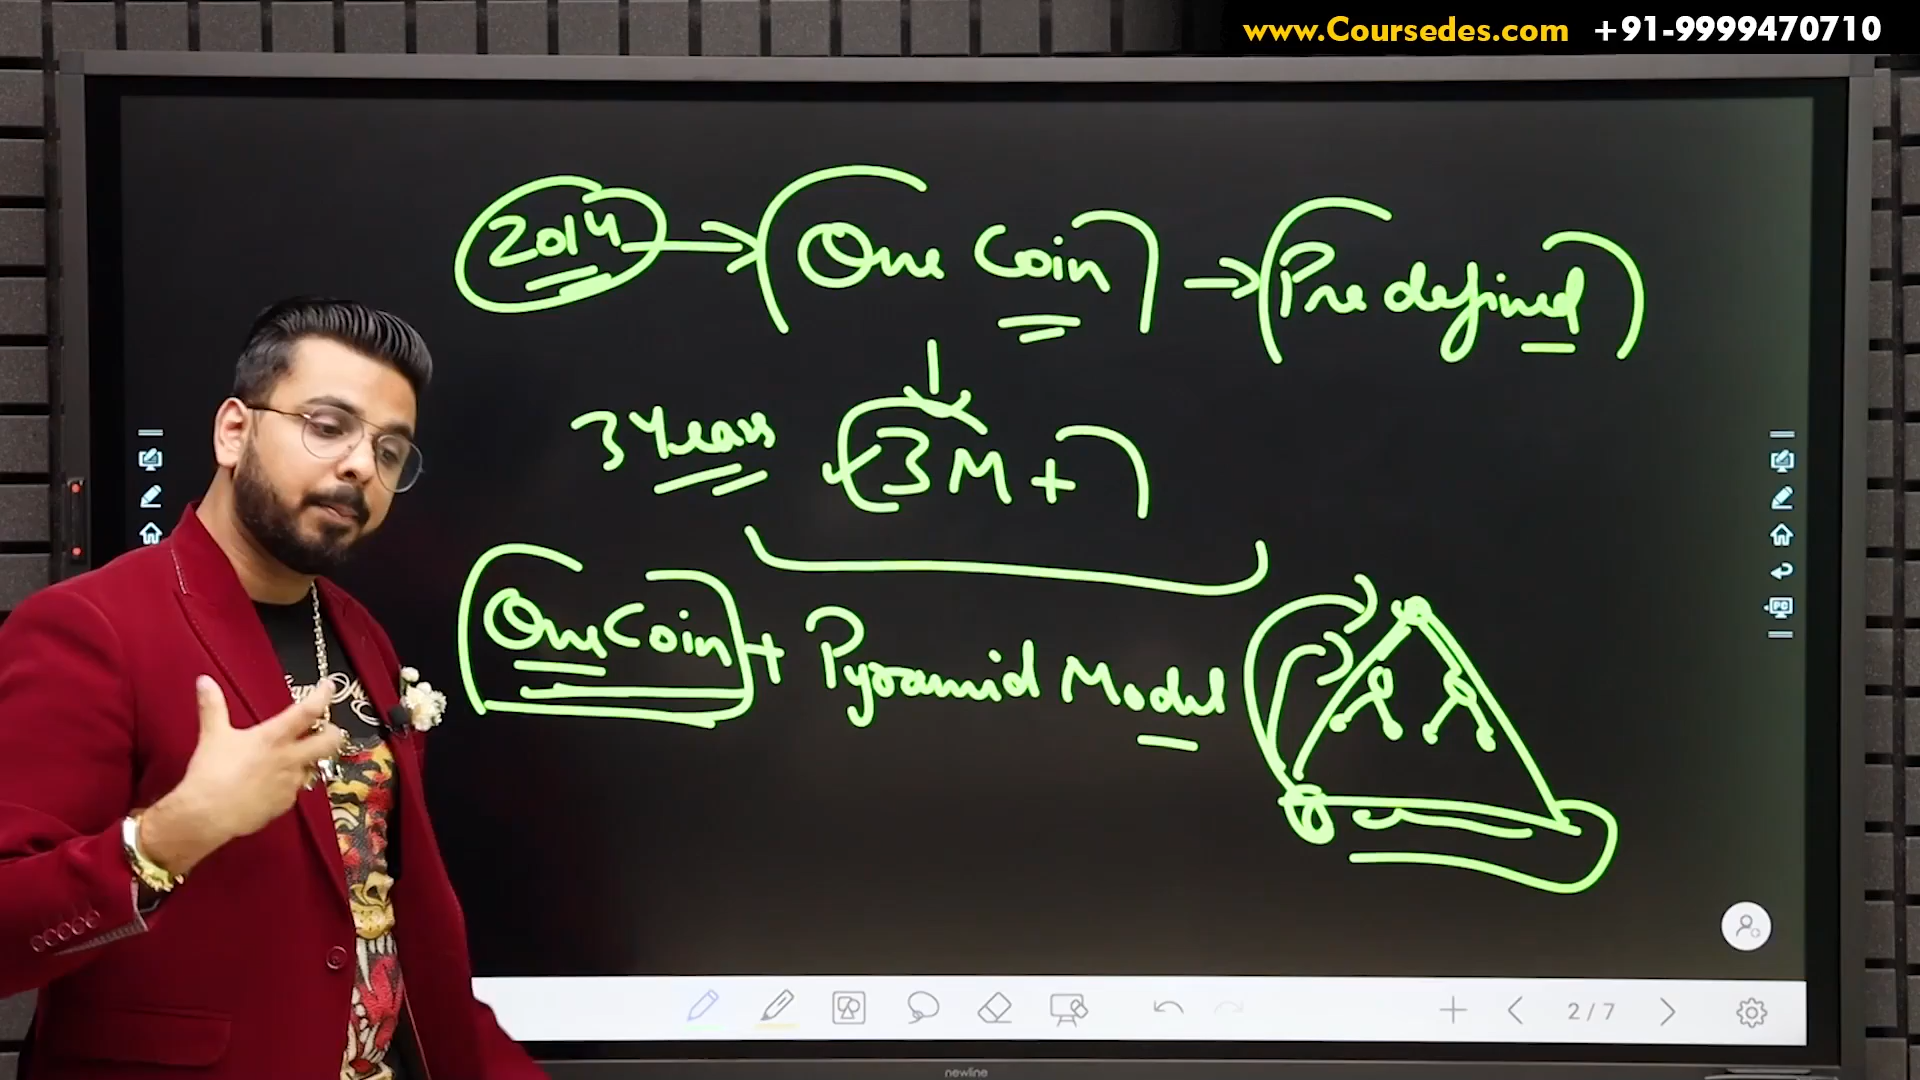 www.Coursedes.com +91-9999470710
2014 → One Coin → Predefined
3 Years 3M+
OneCoin + Pyramid Model
2/7
newline